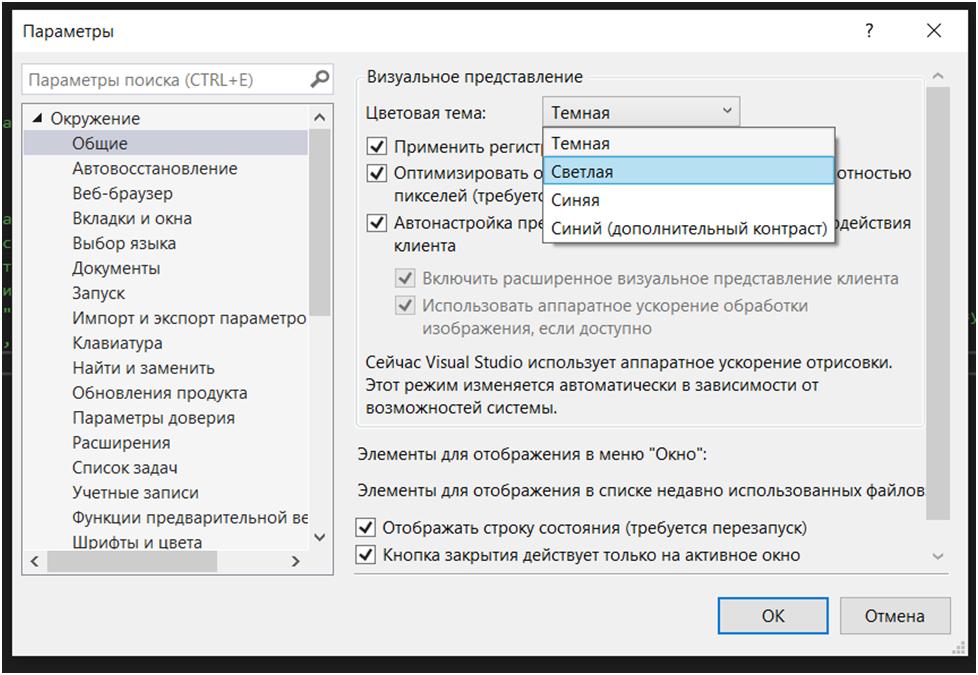 Параметры
?
Параметры поиска (CTRL+E)
Окружение
Общие
Автовосстановление
Веб-браузер
Вкладки и окна
Выбор языка
Документы
Запуск
Импорт и экспорт параметро
Клавиатура
Найти и заменить
Обновления продукта
Параметры доверия
Расширения
Список задач
Учетные записи
Функции предварительной ве
Шрифты и цвета
Визуальное представление
Цветовая тема:
Темная
Темная
Светлая
Синяя
Синий (дополнительный контраст)
Применить регистр
Оптимизировать о отностью
пикселей (требуетс
Автонастройка пре одействия
клиента
Включить расширенное визуальное представление клиента
Использовать аппаратное ускорение обработки
изображения, если доступно
Сейчас Visual Studio использует аппаратное ускорение отрисовки.
Этот режим изменяется автоматически в зависимости от
возможностей системы.
Элементы для отображения в меню "Окно":
Элементы для отображения в списке недавно использованных файлов:
Отображать строку состояния (требуется перезапуск)
Кнопка закрытия действует только на активное окно
ОК
Отмена